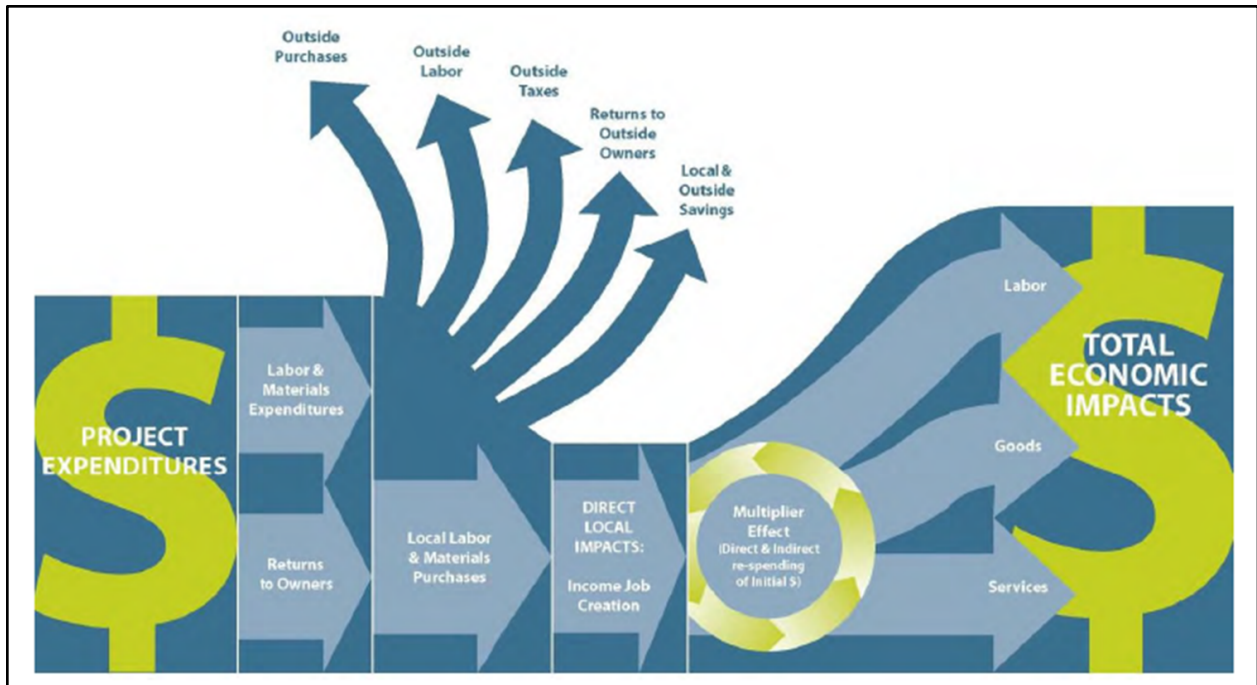 Outside
Purchases
Outside
Labor
Outside
Taxes
Returns to
Outside
Owners
Local &
Outside
Savings
PROJECT
EXPENDITURES
Labor &
Materials
Expenditures
Returns
to Owners
Local Labor
& Materials
Purchases
DIRECT
LOCAL
IMPACTS:
Income Job
Creation
Multiplier
Effect
(Direct & Indirect
re-spending
of Initial $)
Labor
Goods
Services
TOTAL
ECONOMIC
IMPACTS